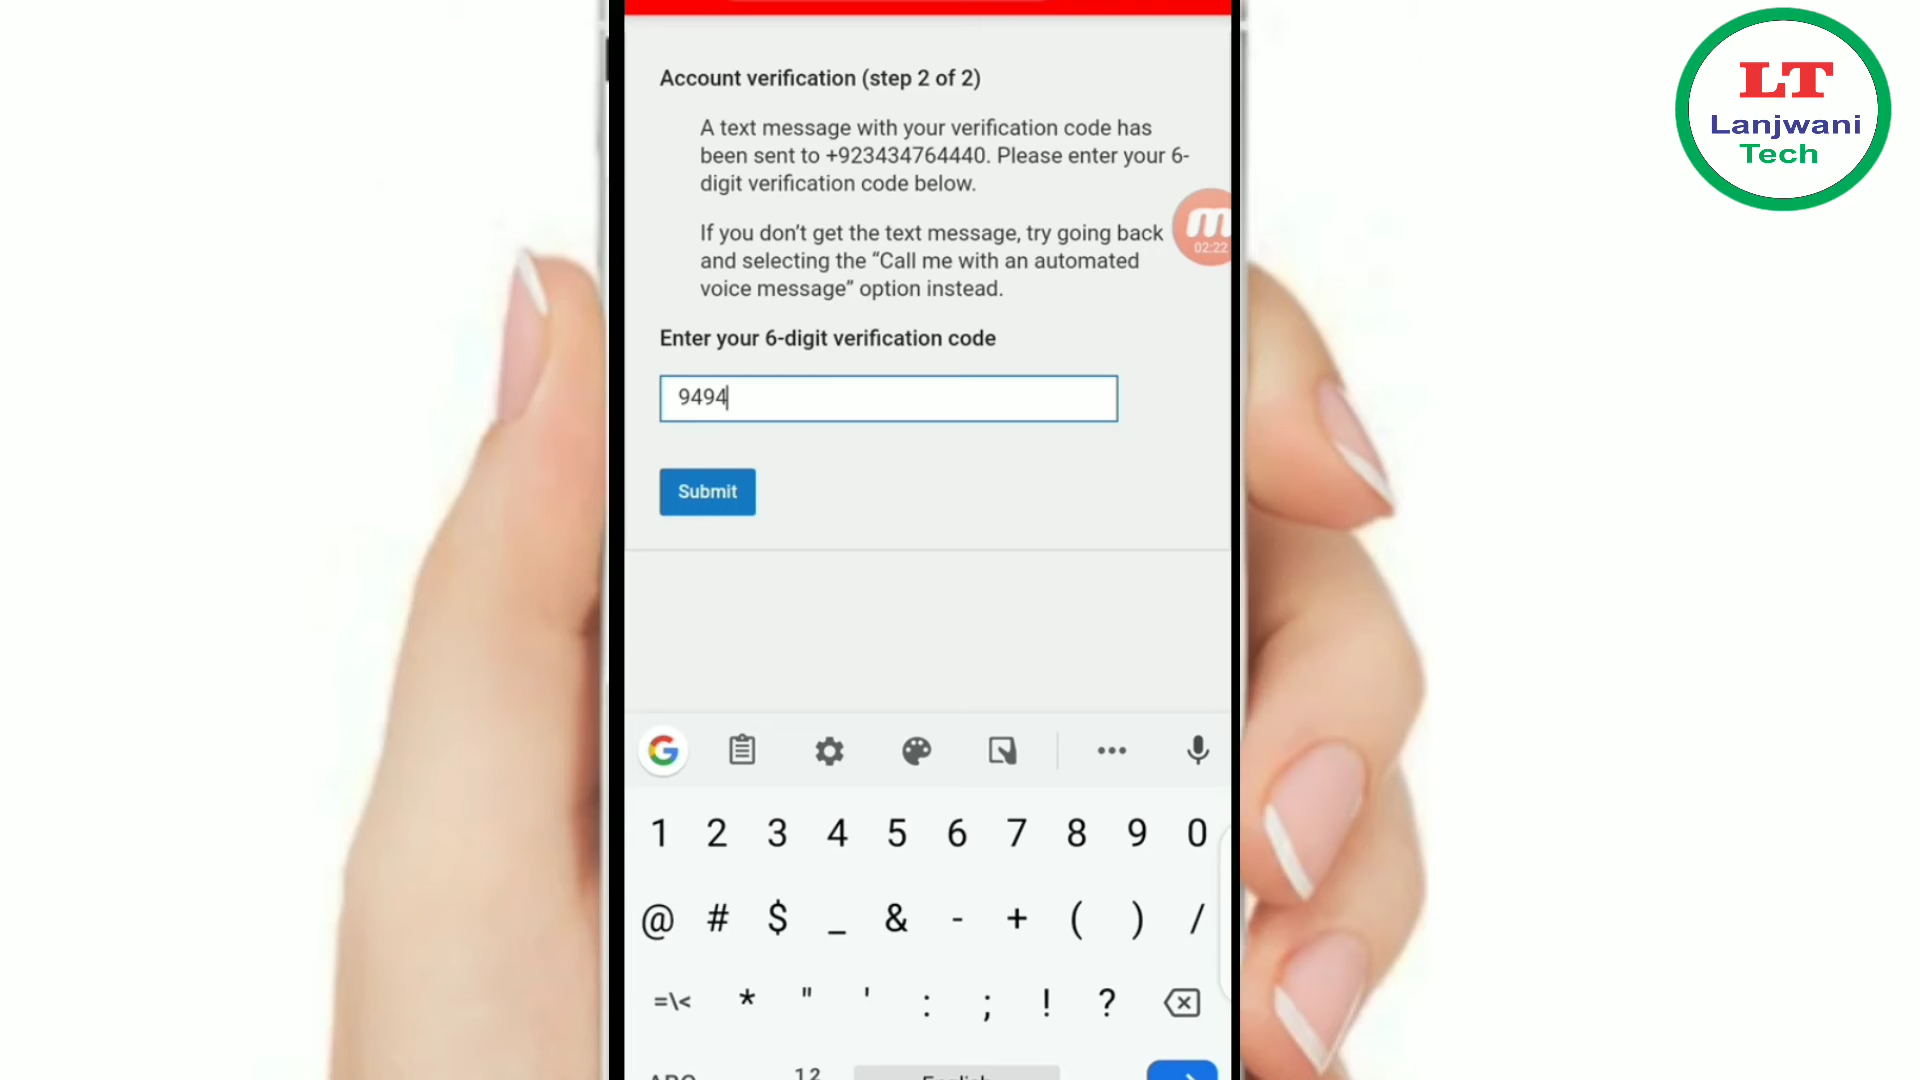 LT
Lanjwani
Tech
Account verification (step 2 of 2)
A text message with your verification code has
been sent to +923434764440. Please enter your 6-
digit verification code below.
02:22
If you don't get the text message, try going back
and selecting the “Call me with an automated
voice message” option instead.
Enter your 6-digit verification code
9494
Submit
1 2 3 4 5 6 7 8 9 0
@ # $ _ & - + ( ) /
=\< * " ' : ; ! ?
ABC 12 English